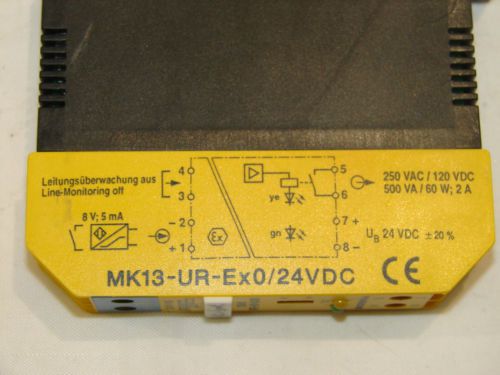 Leitungsüberwachung aus
Line-Monitoring off
8 V; 5 mA
4
3
- 2
+ 1
Ex
ye
gn
5
6
7 +
8 -
250 VAC / 120 VDC
500 VA / 60 W; 2 A
UB 24 VDC ± 20 %
MK13-UR-Ex0/24VDC
CE